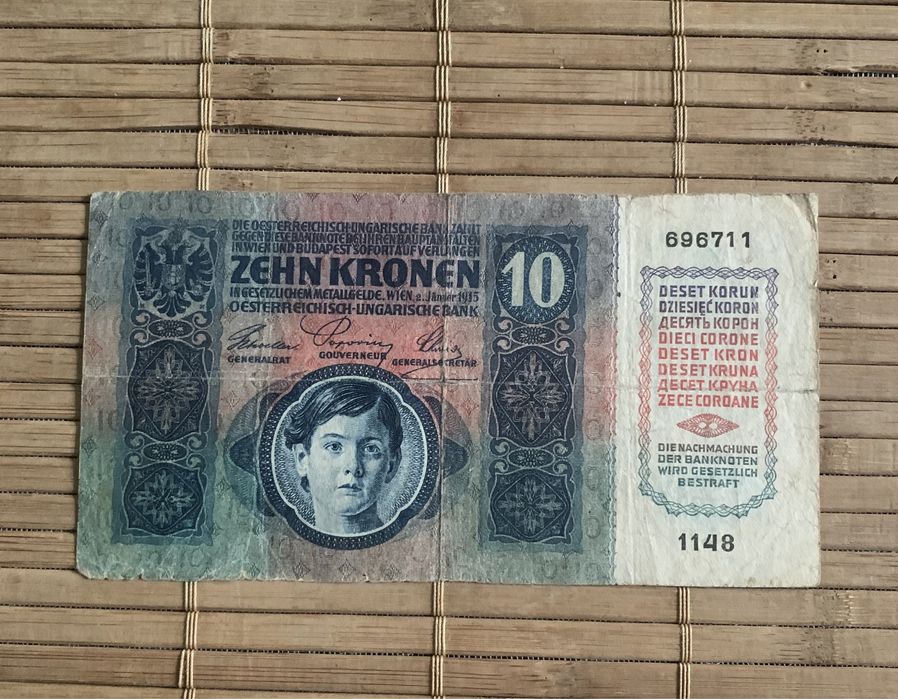 DIE OESTERREICHISCH-UNGARISCHE BANK ZAHLT
GEGEN DIESE BANKNOTE BEI IHREN HAUPTANSTALTEN
IN WIEN UND BUDAPEST SOFORT AUF VERLANGEN
ZEHN KRONEN
IN GESETZLICHEM METALLGELDE. WIEN, 2. Jänner 1915
OESTERREICHISCH-UNGARISCHE BANK
GENERALRAT
GOUVERNEUR
GENERALSECRETÄR
10
696711
DESET KORUN
DZIESIĘĆ KORON
ДЕСЯТЬ КОРОН
DIECI CORONE
DESET KRON
DESET KRUNA
ДЕСЕТ КРУНА
ZECE COROANE
DIE NACHMACHUNG
DER BANKNOTEN
WIRD GESETZLICH
BESTRAFT
1148